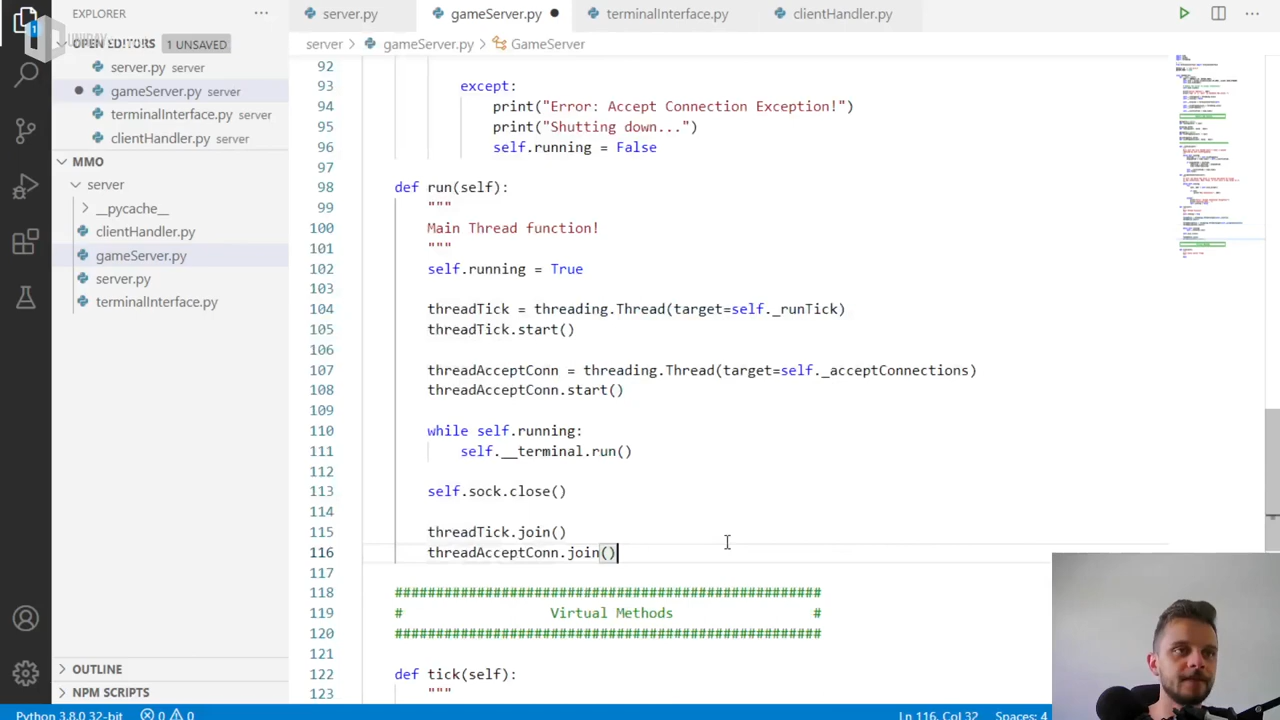 EXPLORER
OPEN EDITORS
1 UNSAVED
server.py server
gameServer.py server
terminalInterface.py server
clientHandler.py server
MMO
server
__pycache__
clientHandler.py
gameServer.py
server.py
terminalInterface.py
OUTLINE
NPM SCRIPTS
server.py
gameServer.py
terminalInterface.py
clientHandler.py
server > gameServer.py > GameServer
92
93 except:
94 print("Error: Accept Connection Exception!")
95 print("Shutting down...")
96 self.running = False
97
98 def run(self):
99 """
100 Main Thread function!
101 """
102 self.running = True
103
104 threadTick = threading.Thread(target=self._runTick)
105 threadTick.start()
106
107 threadAcceptConn = threading.Thread(target=self._acceptConnections)
108 threadAcceptConn.start()
109
110 while self.running:
111 self.__terminal.run()
112
113 self.sock.close()
114
115 threadTick.join()
116 threadAcceptConn.join()
117
118 ####################################################
119 # Virtual Methods #
120 ####################################################
121
122 def tick(self):
123 """
Python 3.8.0 32-bit 0 0 Ln 116, Col 32 Spaces: 4